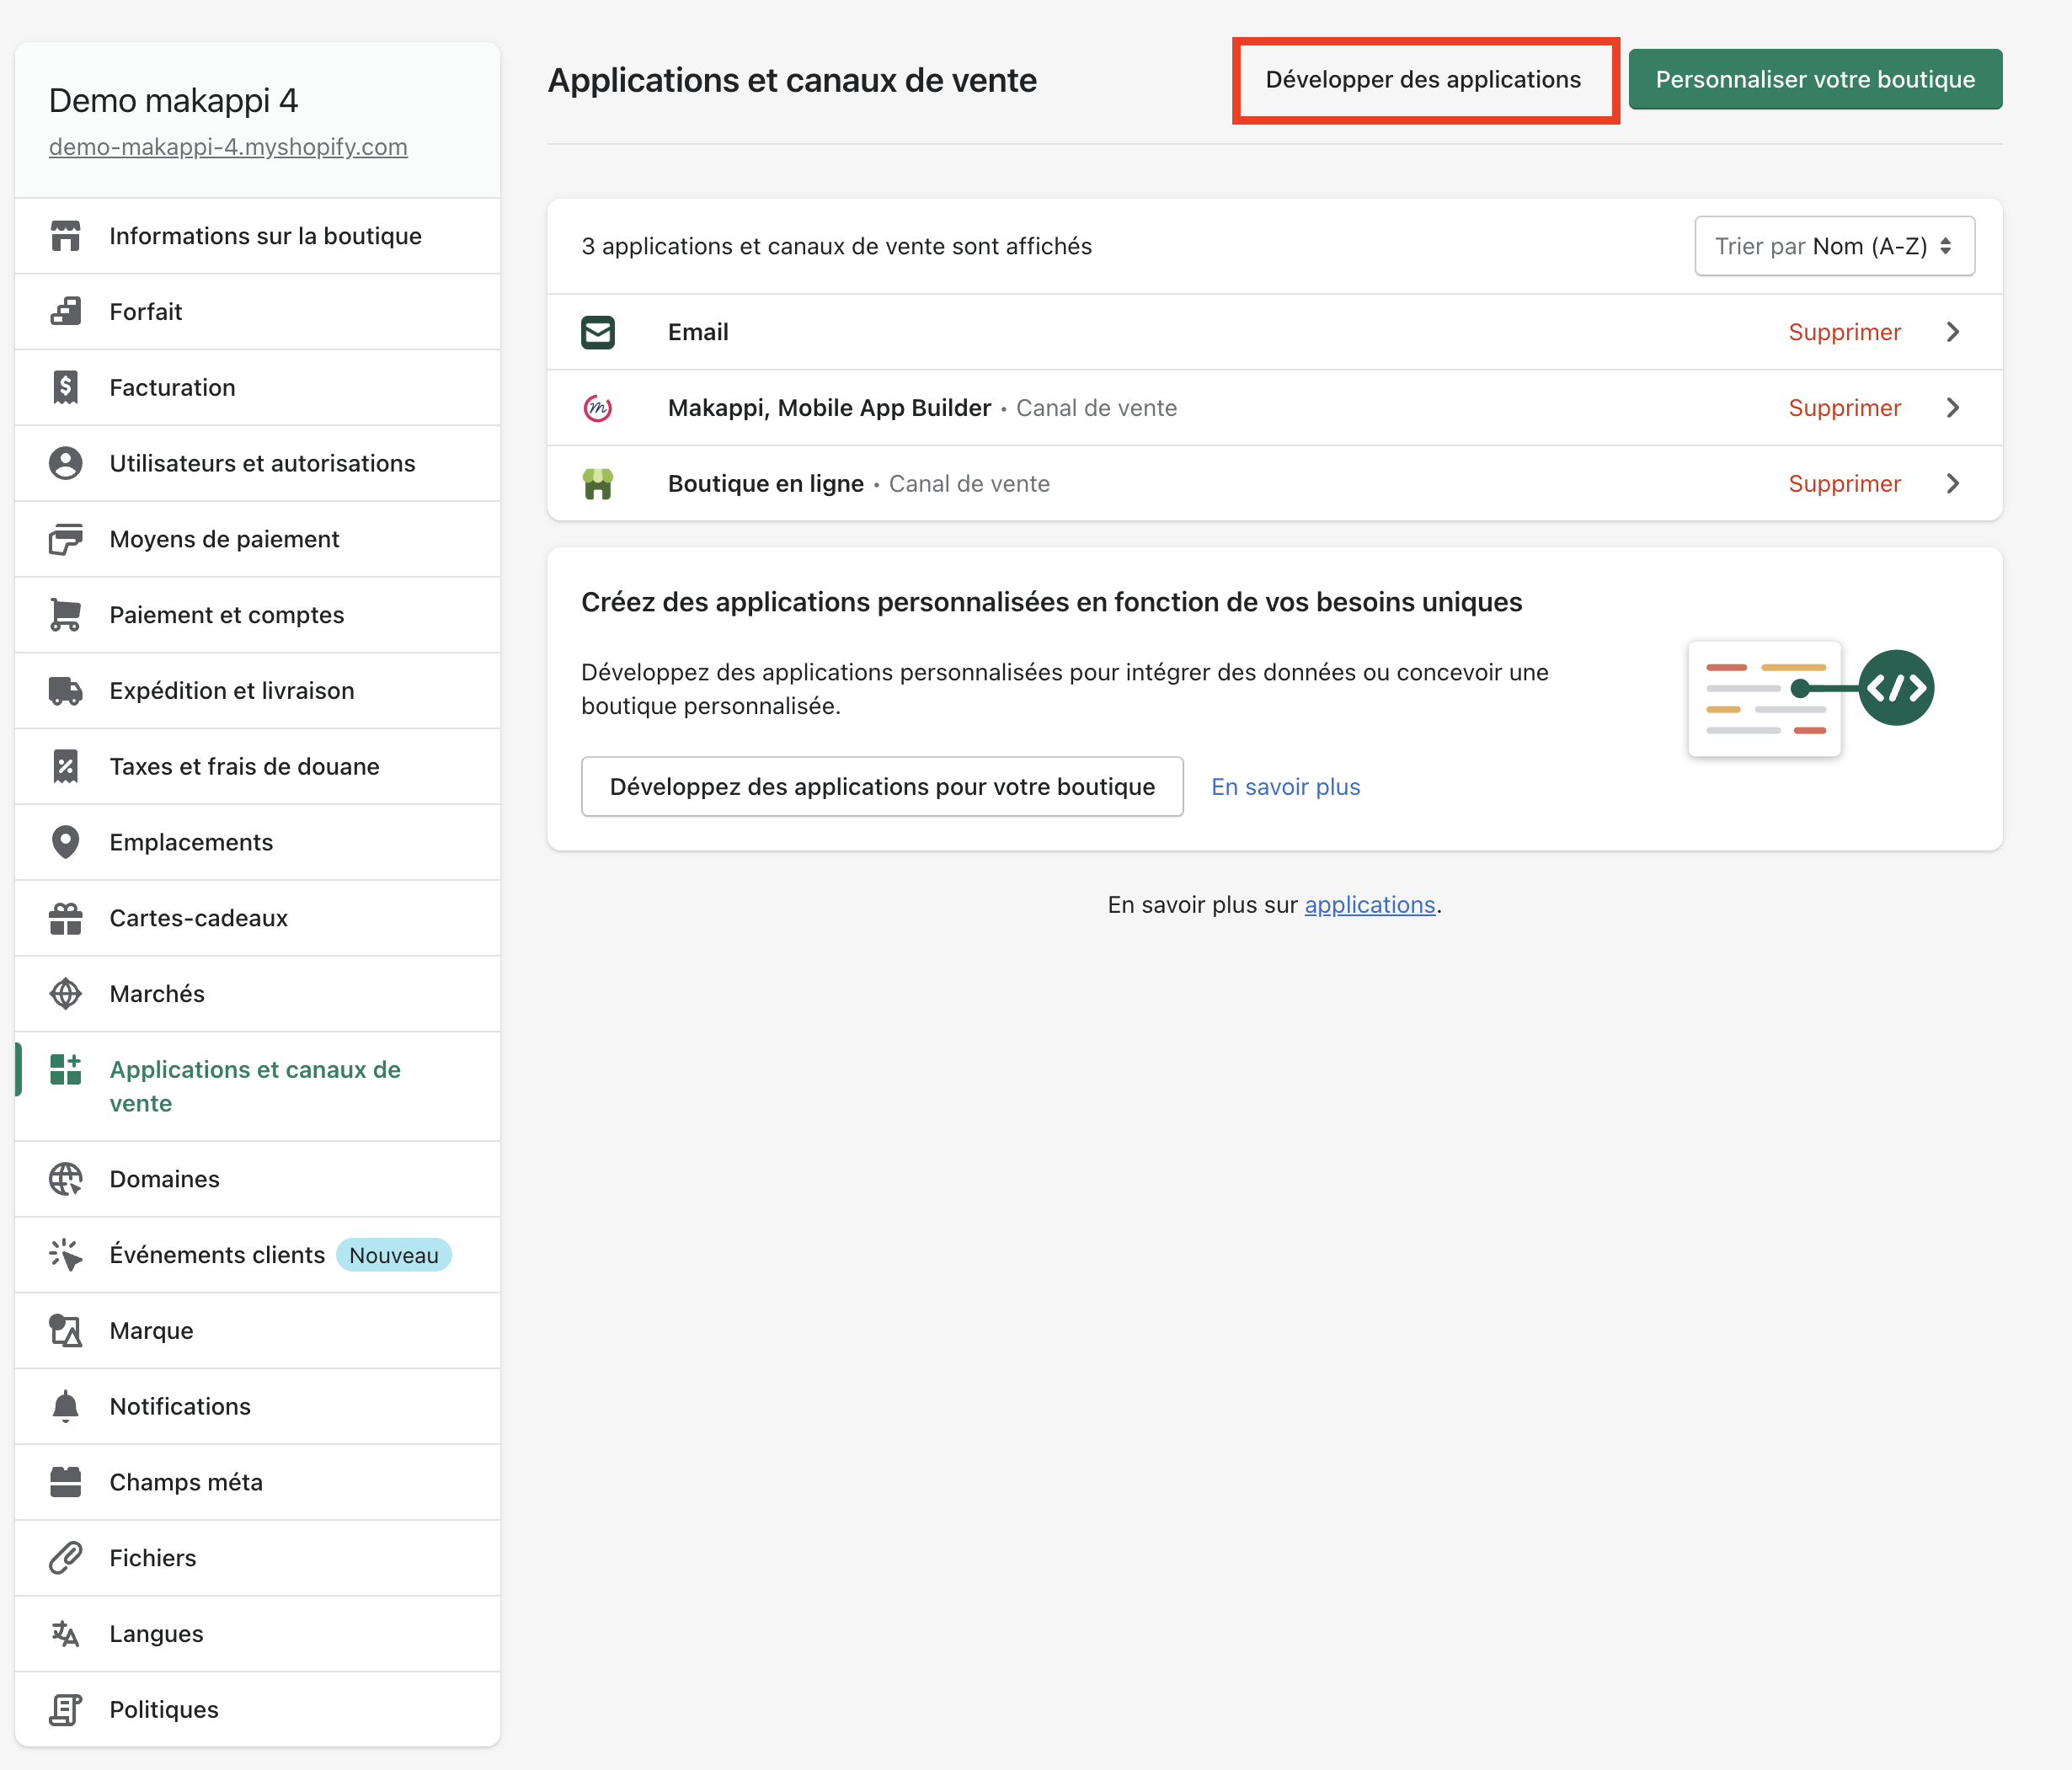 Demo makappi 4
demo-makappi-4.myshopify.com
Informations sur la boutique
Forfait
Facturation
Utilisateurs et autorisations
Moyens de paiement
Paiement et comptes
Expédition et livraison
Taxes et frais de douane
Emplacements
Cartes-cadeaux
Marchés
Applications et canaux de
vente
Domaines
Événements clients Nouveau
Marque
Notifications
Champs méta
Fichiers
Langues
Politiques
Applications et canaux de vente
Développer des applications
Personnaliser votre boutique
3 applications et canaux de vente sont affichés
Trier par Nom (A-Z)
Email
Supprimer
Makappi, Mobile App Builder • Canal de vente
Supprimer
Boutique en ligne • Canal de vente
Supprimer
Créez des applications personnalisées en fonction de vos besoins uniques
Développez des applications personnalisées pour intégrer des données ou concevoir une
boutique personnalisée.
Développez des applications pour votre boutique
En savoir plus
En savoir plus sur applications.